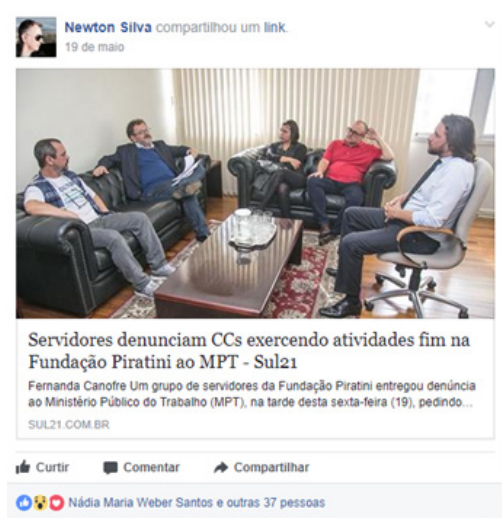 Newton Silva compartilhou um link.
19 de maio
Servidores denunciam CCs exercendo atividades fim na
Fundação Piratini ao MPT - Sul21
Fernanda Canofre Um grupo de servidores da Fundação Piratini entregou denúncia
ao Ministério Público do Trabalho (MPT), na tarde desta sexta-feira (19), pedindo...
SUL21.COM.BR
Curtir Comentar Compartilhar
Nádia Maria Weber Santos e outras 37 pessoas